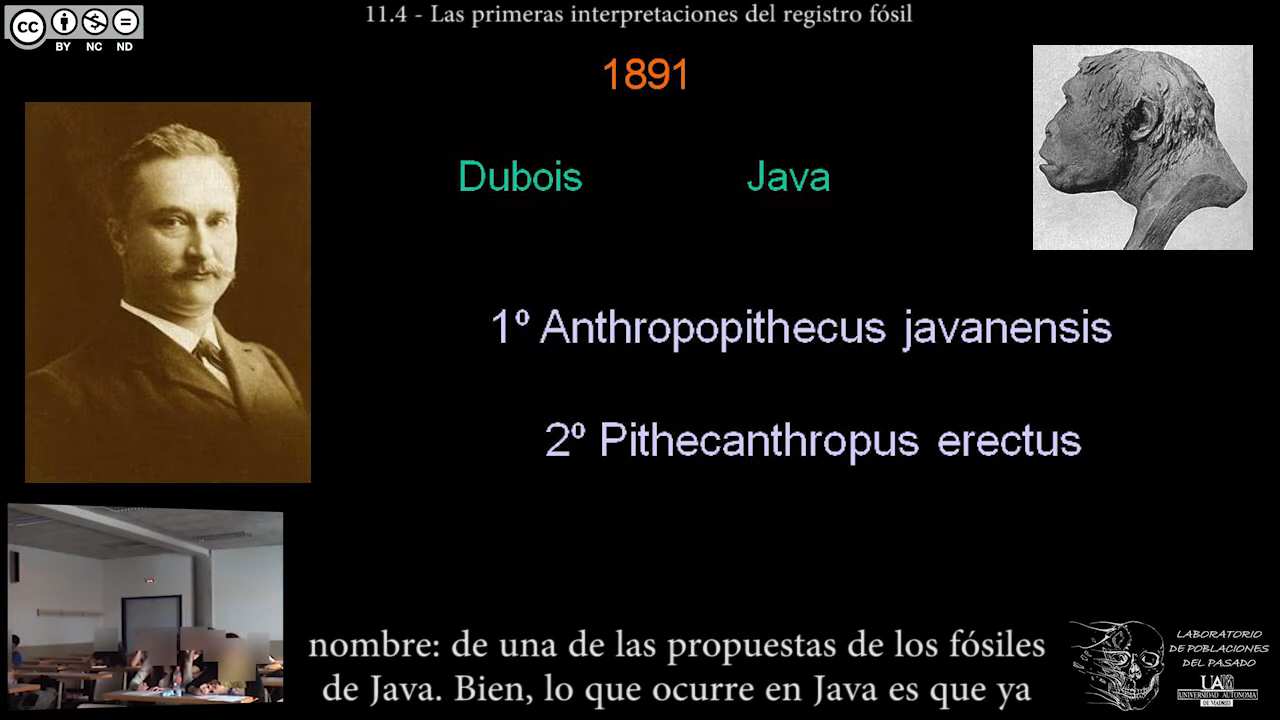 11.4 - Las primeras interpretaciones del registro fósil
cc
BY NC ND
1891
Dubois Java
1º Anthropopithecus javanensis
2º Pithecanthropus erectus
nombre: de una de las propuestas de los fósiles
de Java. Bien, lo que ocurre en Java es que ya
LABORATORIO
DE POBLACIONES
DEL PASADO
UAM
UNIVERSIDAD AUTONOMA
DE MADRID